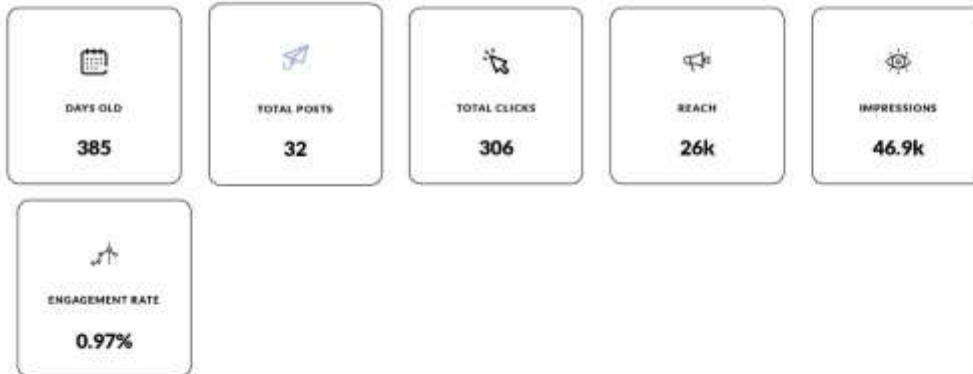 DAYS OLD
385
TOTAL POSTS
32
TOTAL CLICKS
306
REACH
26k
IMPRESSIONS
46.9k
ENGAGEMENT RATE
0.97%